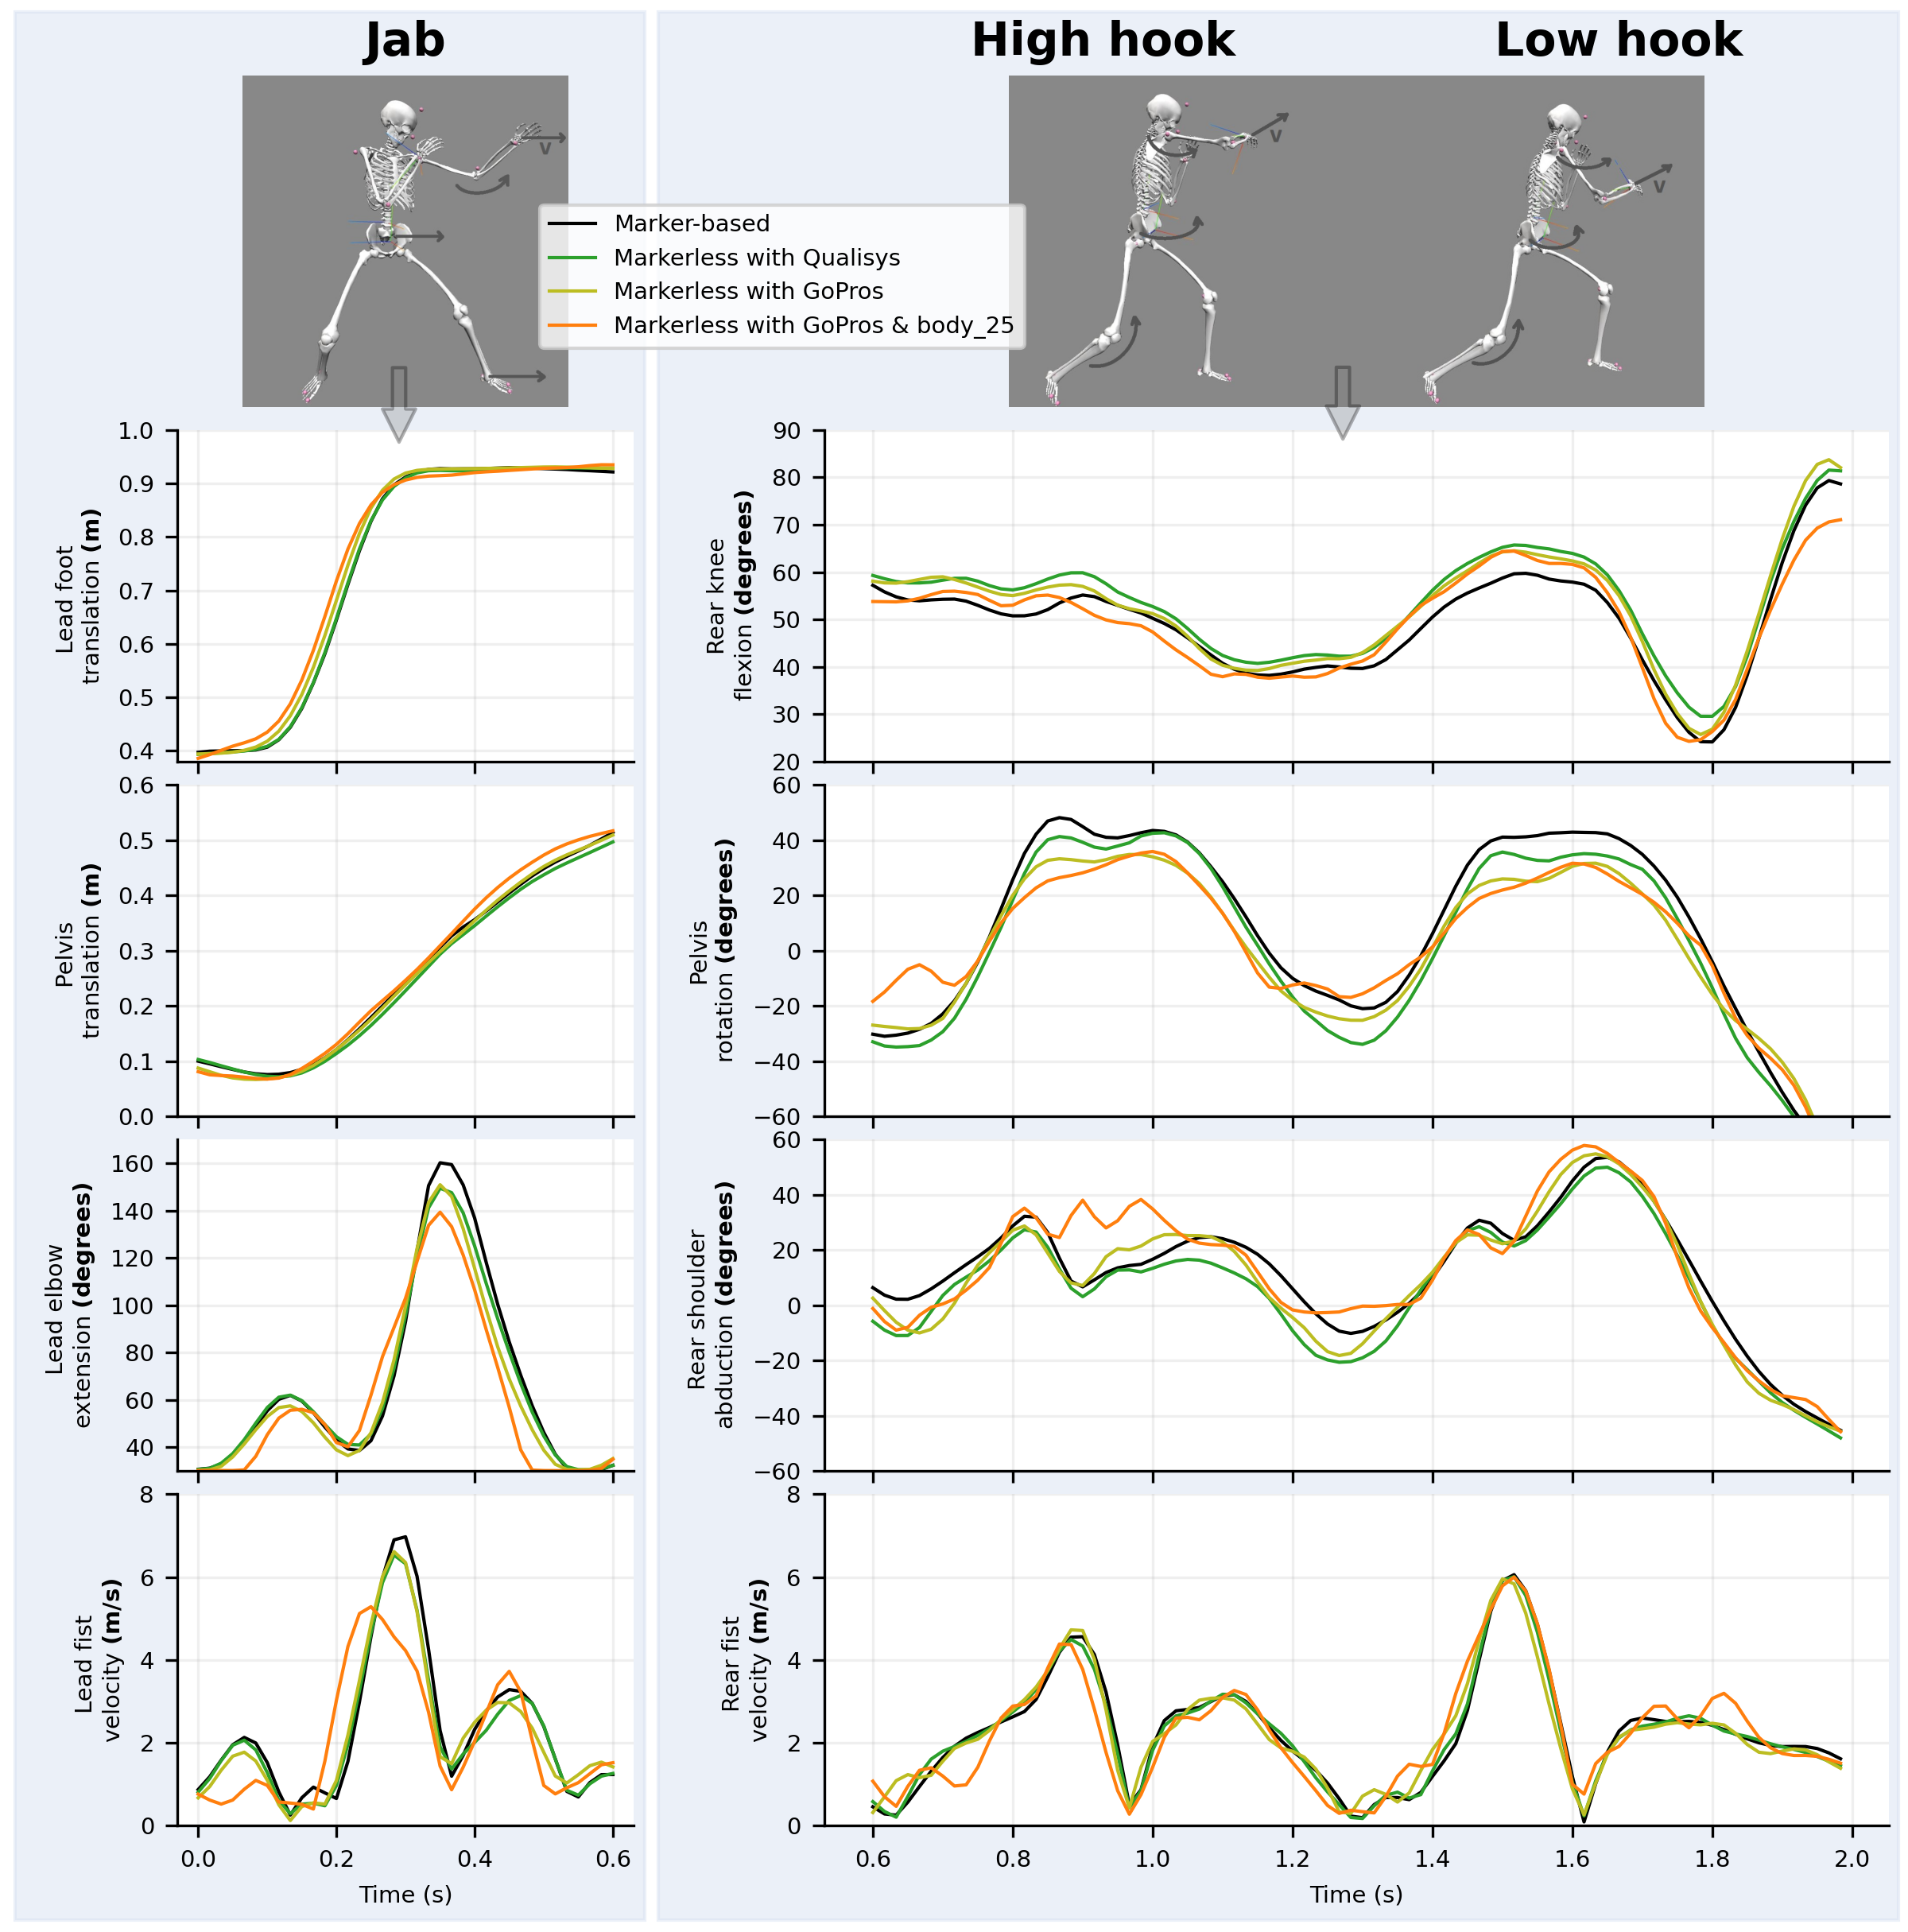 Jab
High hook
Low hook
v
v
v
Marker-based
Markerless with Qualisys
Markerless with GoPros
Markerless with GoPros & body_25
Lead foot
translation (m)
1.0
0.9
0.8
0.7
0.6
0.5
0.4
Rear knee
flexion (degrees)
90
80
70
60
50
40
30
20
Pelvis
translation (m)
0.6
0.5
0.4
0.3
0.2
0.1
0.0
Pelvis
rotation (degrees)
60
40
20
0
−20
−40
−60
Lead elbow
extension (degrees)
160
140
120
100
80
60
40
Rear shoulder
abduction (degrees)
60
40
20
0
−20
−40
−60
Lead fist
velocity (m/s)
8
6
4
2
0
0.0 0.2 0.4 0.6
Time (s)
Rear fist
velocity (m/s)
8
6
4
2
0
0.6 0.8 1.0 1.2 1.4 1.6 1.8 2.0
Time (s)